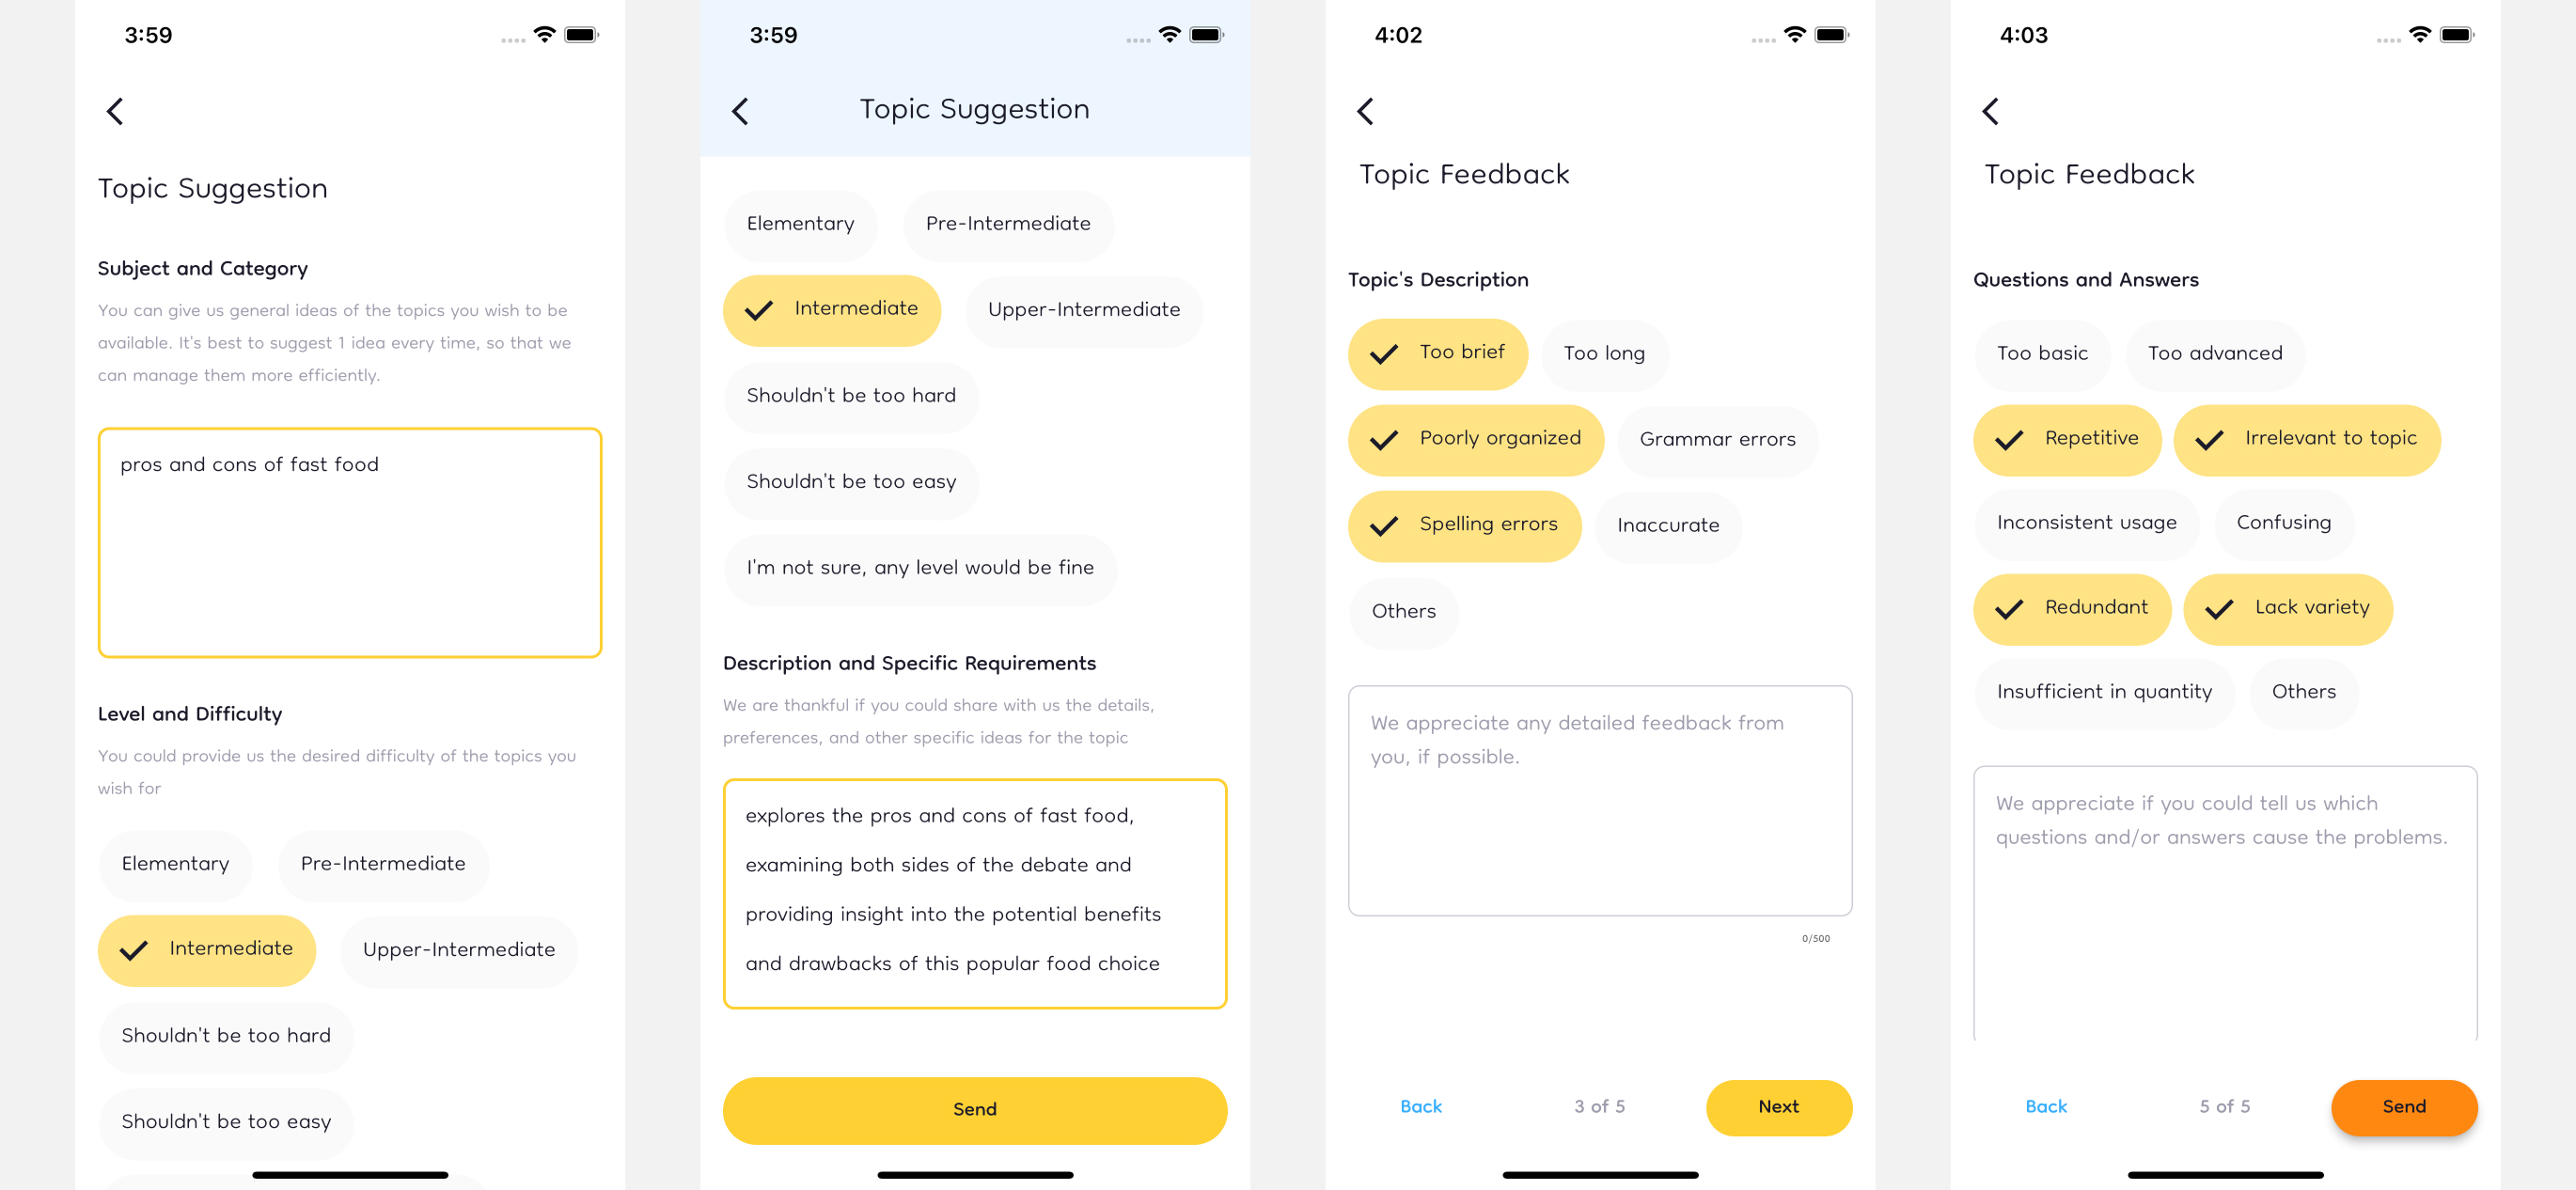 3:59
Topic Suggestion
Subject and Category
You can give us general ideas of the topics you wish to be
available. It's best to suggest 1 idea every time, so that we
can manage them more efficiently.
pros and cons of fast food
Level and Difficulty
You could provide us the desired difficulty of the topics you
wish for
Elementary Pre-Intermediate
Intermediate Upper-Intermediate
Shouldn't be too hard
Shouldn't be too easy
3:59
Topic Suggestion
Elementary Pre-Intermediate
Intermediate Upper-Intermediate
Shouldn't be too hard
Shouldn't be too easy
I'm not sure, any level would be fine
Description and Specific Requirements
We are thankful if you could share with us the details,
preferences, and other specific ideas for the topic
explores the pros and cons of fast food,
examining both sides of the debate and
providing insight into the potential benefits
and drawbacks of this popular food choice
Send
4:02
Topic Feedback
Topic's Description
Too brief Too long
Poorly organized Grammar errors
Spelling errors Inaccurate
Others
We appreciate any detailed feedback from
you, if possible.
0/500
Back 3 of 5 Next
4:03
Topic Feedback
Questions and Answers
Too basic Too advanced
Repetitive Irrelevant to topic
Inconsistent usage Confusing
Redundant Lack variety
Insufficient in quantity Others
We appreciate if you could tell us which
questions and/or answers cause the problems.
Back 5 of 5 Send